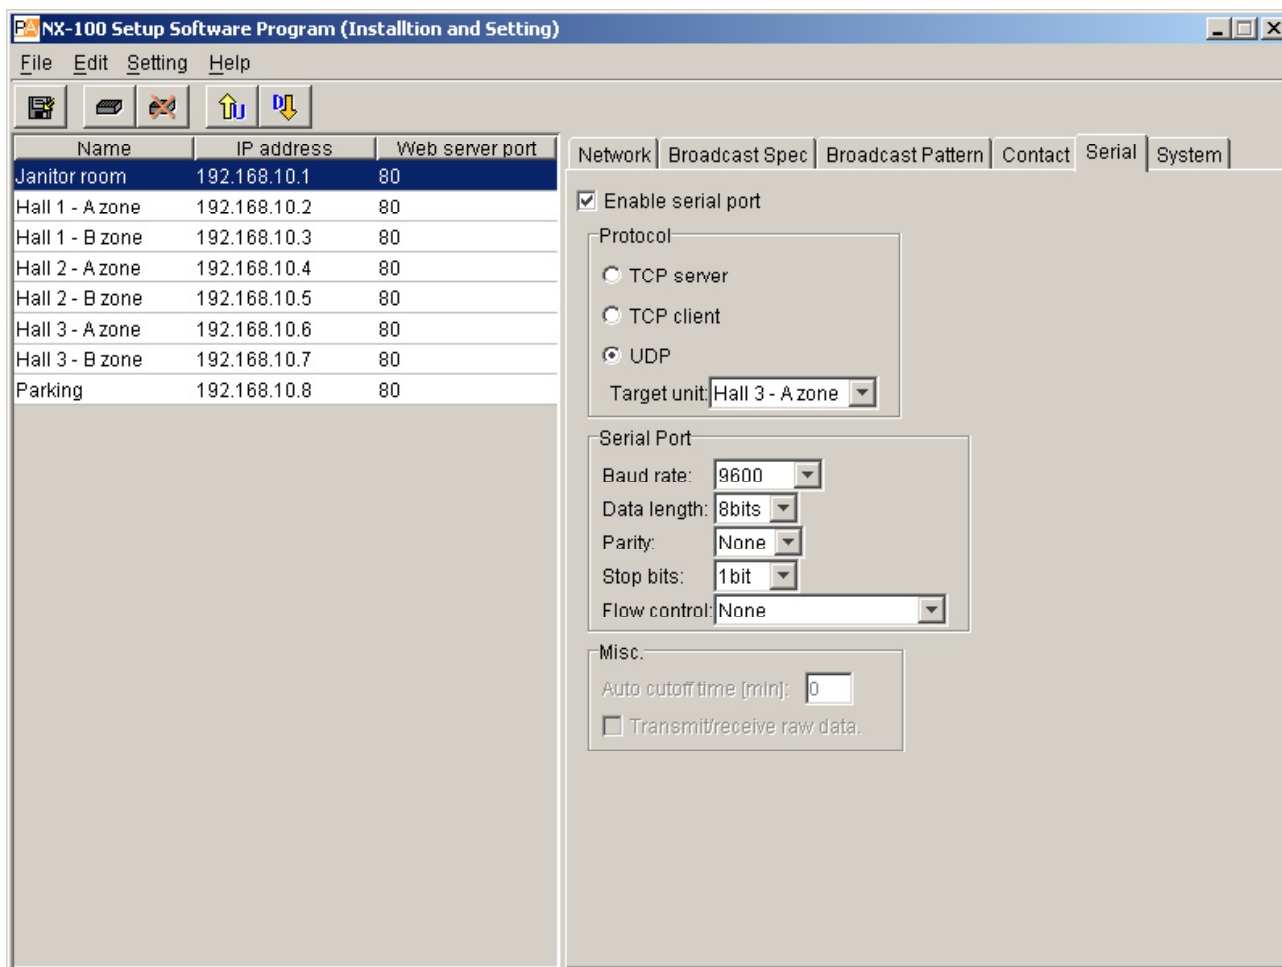 PA NX-100 Setup Software Program (Installtion and Setting)
File Edit Setting Help
U D
Name IP address Web server port
Janitor room 192.168.10.1 80
Hall 1 - A zone 192.168.10.2 80
Hall 1 - B zone 192.168.10.3 80
Hall 2 - A zone 192.168.10.4 80
Hall 2 - B zone 192.168.10.5 80
Hall 3 - A zone 192.168.10.6 80
Hall 3 - B zone 192.168.10.7 80
Parking 192.168.10.8 80
Network Broadcast Spec Broadcast Pattern Contact Serial System
Enable serial port
Protocol
TCP server
TCP client
UDP
Target unit: Hall 3 - A zone
Serial Port
Baud rate: 9600
Data length: 8bits
Parity: None
Stop bits: 1bit
Flow control: None
Misc.
Auto cutoff time [min]: 0
Transmit/receive raw data.